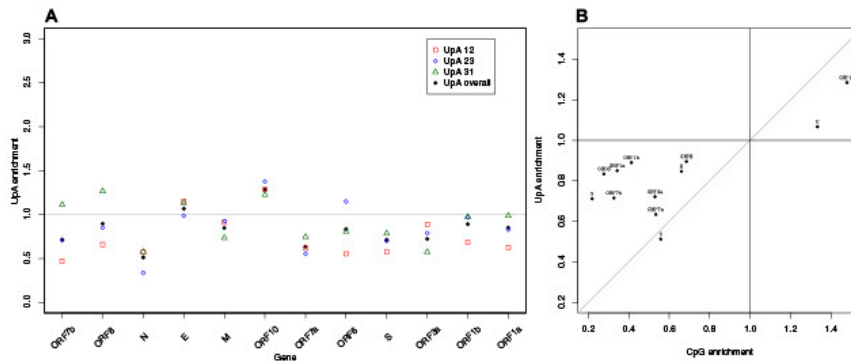 A
UpA enrichment
3.0
2.5
2.0
1.5
1.0
0.5
0.0
UpA 12
UpA 23
UpA 31
UpA overall
ORF7b
ORF8
N
E
M
ORF10
ORF7a
ORF6
S
ORF3a
ORF1b
ORF1a
Gene
B
UpA enrichment
1.4
1.2
1.0
0.8
0.6
0.4
0.2
0.2
0.4
0.6
0.8
1.0
1.2
1.4
CpG enrichment